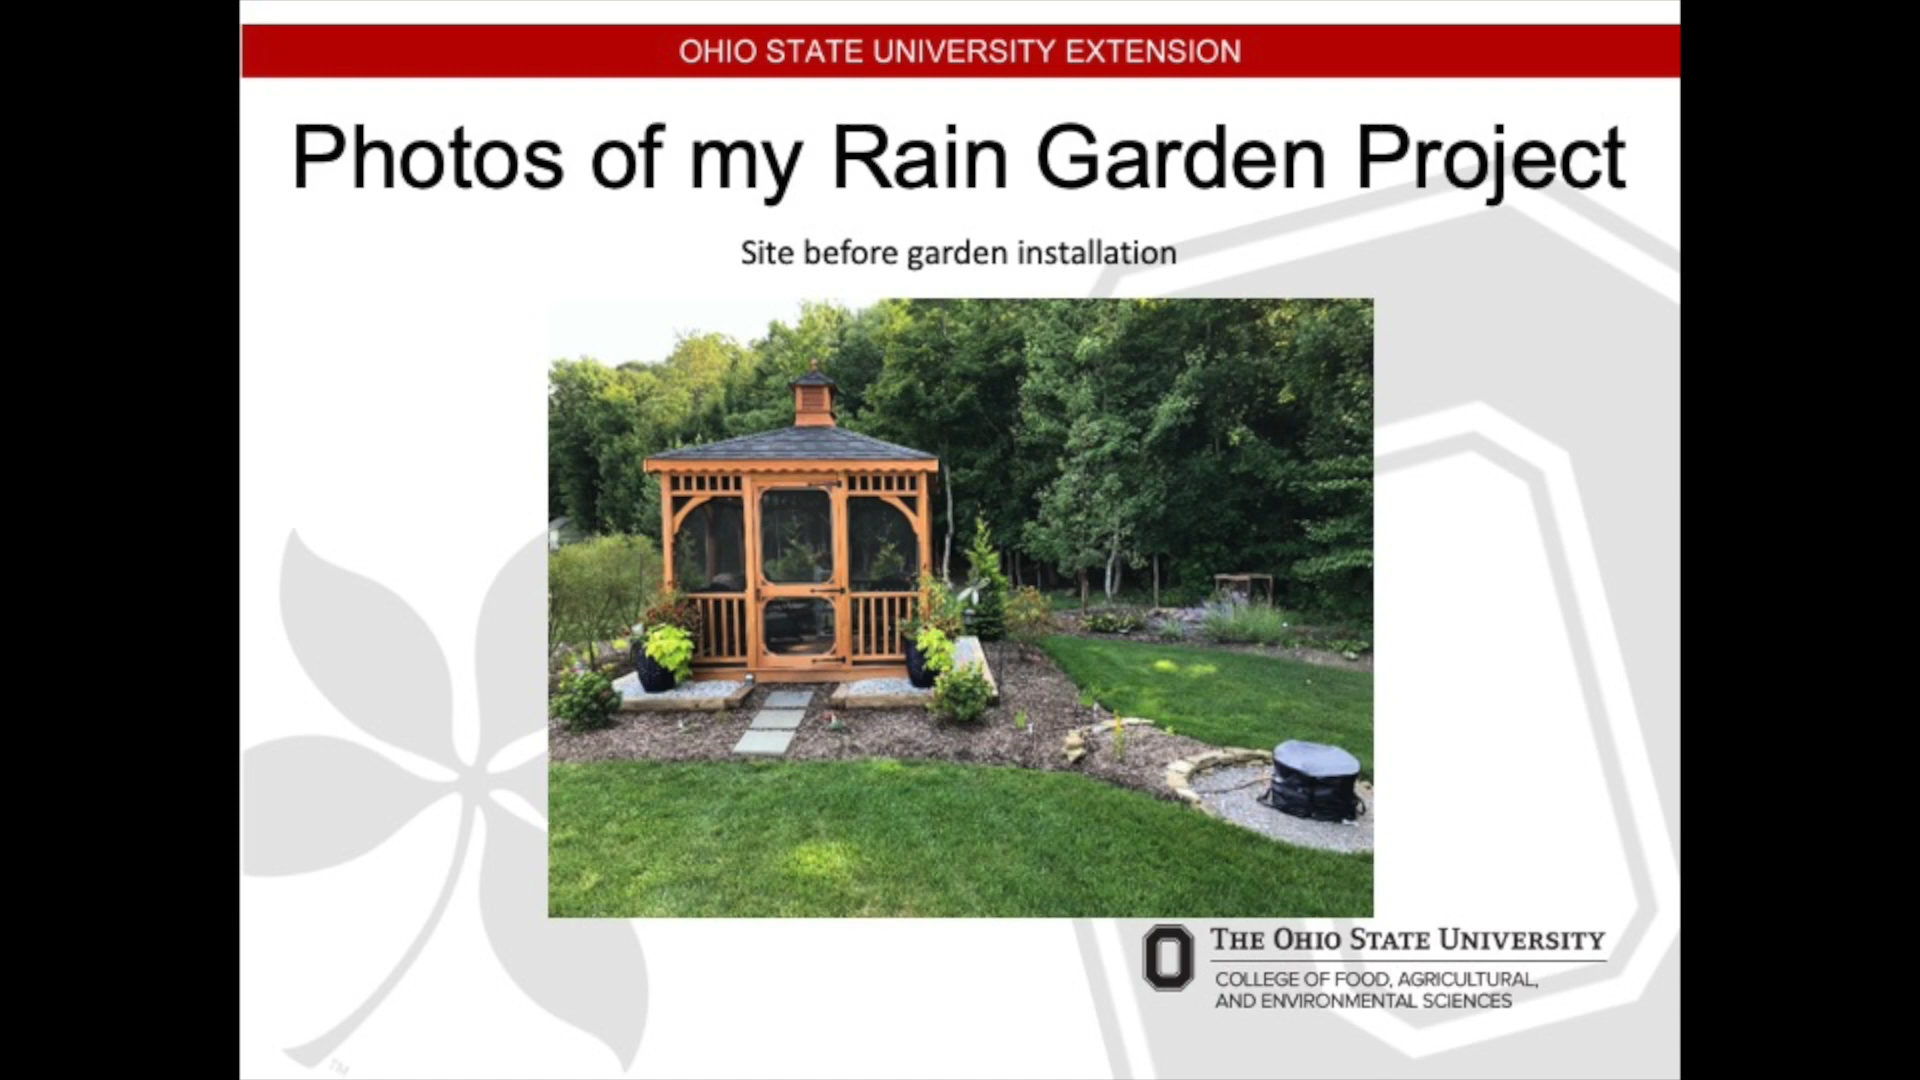 OHIO STATE UNIVERSITY EXTENSION
Photos of my Rain Garden Project
Site before garden installation
THE OHIO STATE UNIVERSITY
COLLEGE OF FOOD, AGRICULTURAL,
AND ENVIRONMENTAL SCIENCES
TM